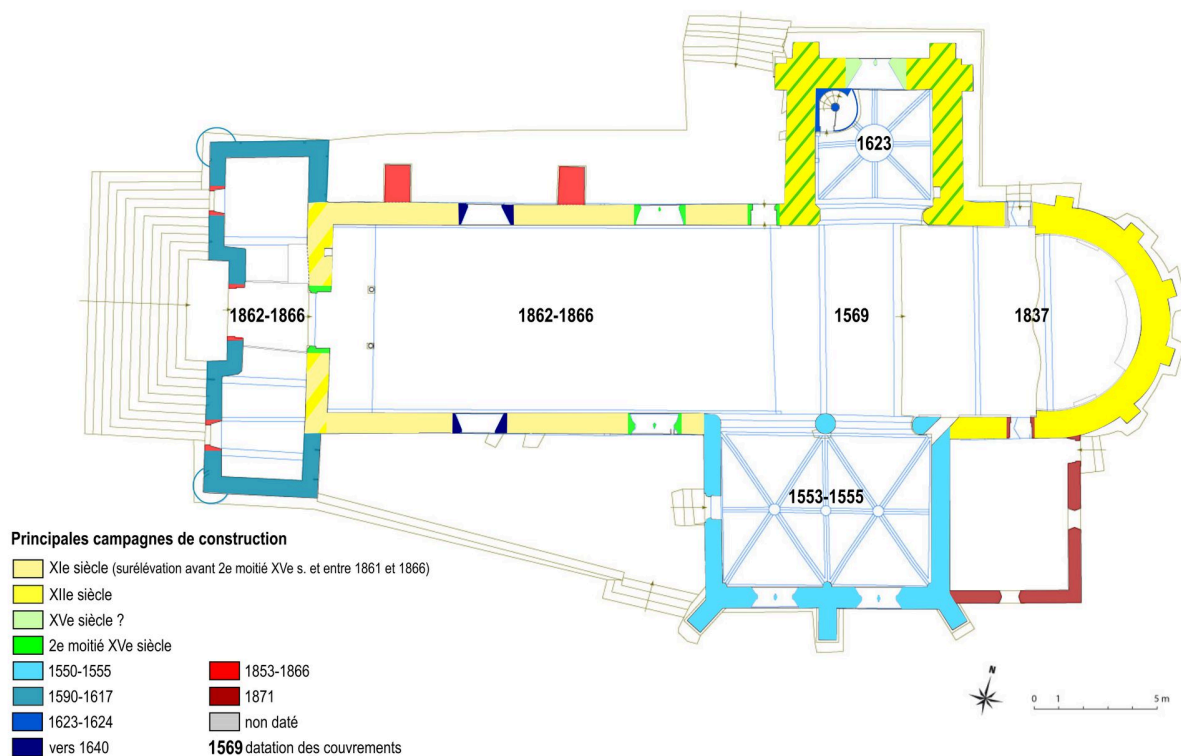 1623
1862-1866
1862-1866
1569
1837
1553-1555
Principales campagnes de construction
XIe siècle (surélévation avant 2e moitié XVe s. et entre 1861 et 1866)
XIIe siècle
XVe siècle ?
2e moitié XVe siècle
1550-1555
1853-1866
1590-1617
1871
1623-1624
non daté
vers 1640
1569 datation des couvrements
N
0 1 5 m